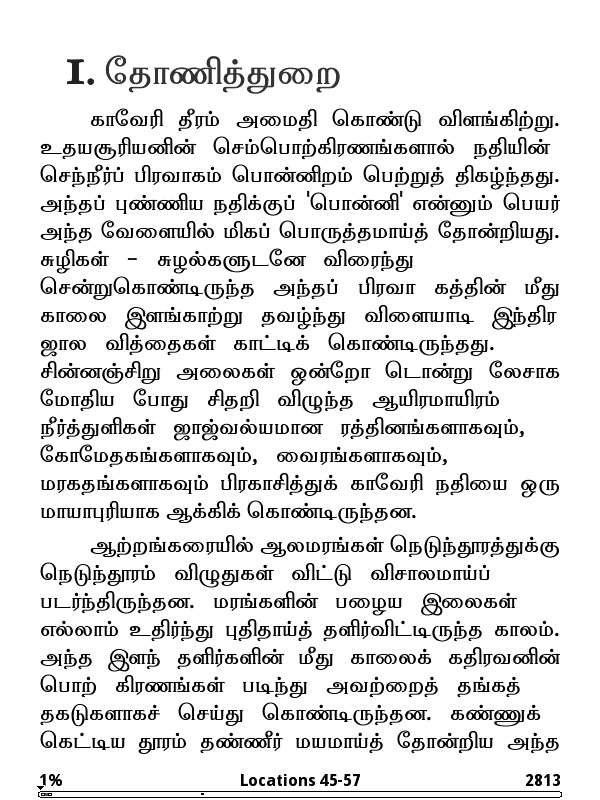 I. தோணித்துறை
காவேரி தீரம் அமைதி கொண்டு விளங்கிற்று.
உதயசூரியனின் செம்பொற்கிரணங்களால் நதியின்
செந்நீர்ப் பிரவாகம் பொன்னிறம் பெற்றுத் திகழ்ந்தது.
அந்தப் புண்ணிய நதிக்குப் 'பொன்னி' என்னும் பெயர்
அந்த வேளையில் மிகப் பொருத்தமாய்த் தோன்றியது.
சுழிகள் - சுழல்களுடனே விரைந்து
சென்றுகொண்டிருந்த அந்தப் பிரவா கத்தின் மீது
காலை இளங்காற்று தவழ்ந்து விளையாடி இந்திர
ஜால வித்தைகள் காட்டிக் கொண்டிருந்தது.
சின்னஞ்சிறு அலைகள் ஒன்றோ டொன்று லேசாக
மோதிய போது சிதறி விழுந்த ஆயிரமாயிரம்
நீர்த்துளிகள் ஜாஜ்வல்யமான ரத்தினங்களாகவும்,
கோமேதகங்களாகவும், வைரங்களாகவும்,
மரகதங்களாகவும் பிரகாசித்துக் காவேரி நதியை ஒரு
மாயாபுரியாக ஆக்கிக் கொண்டிருந்தன.
ஆற்றங்கரையில் ஆலமரங்கள் நெடுந்தூரத்துக்கு
நெடுந்தூரம் விழுதுகள் விட்டு விசாலமாய்ப்
படர்ந்திருந்தன. மரங்களின் பழைய இலைகள்
எல்லாம் உதிர்ந்து புதிதாய்த் தளிர்விட்டிருந்த காலம்.
அந்த இளந் தளிர்களின் மீது காலைக் கதிரவனின்
பொற் கிரணங்கள் படிந்து அவற்றைத் தங்கத்
தகடுகளாகச் செய்து கொண்டிருந்தன. கண்ணுக்
கெட்டிய தூரம் தண்ணீர் மயமாய்த் தோன்றிய அந்த
1% Locations 45-57 2813